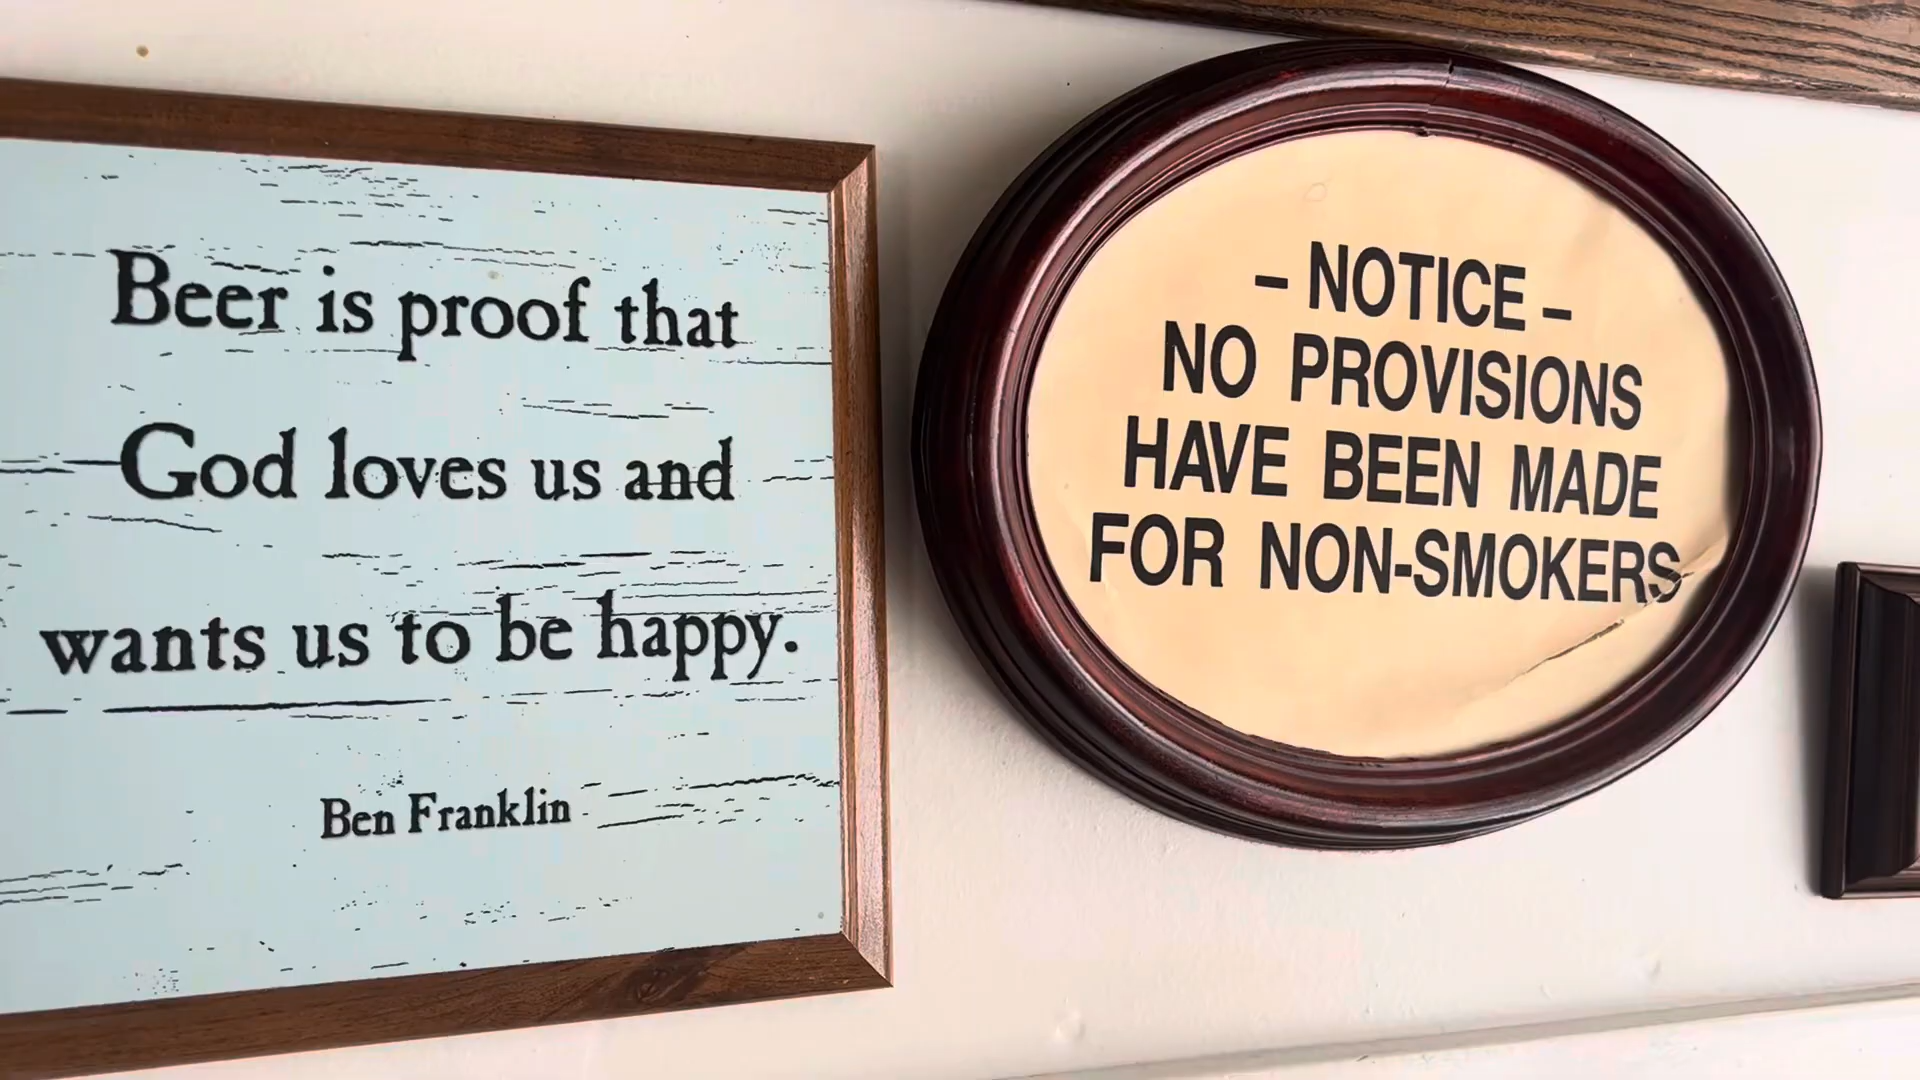 Beer is proof that
God loves us and
wants us to be happy.
Ben Franklin
– NOTICE –
NO PROVISIONS
HAVE BEEN MADE
FOR NON-SMOKERS